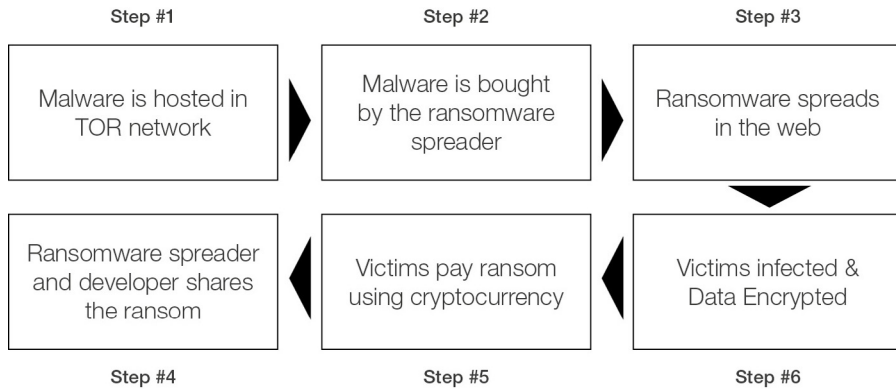 Step #1
Step #2
Step #3
Malware is hosted in
TOR network
Malware is bought
by the ransomware
spreader
Ransomware spreads
in the web
Ransomware spreader
and developer shares
the ransom
Victims pay ransom
using cryptocurrency
Victims infected &
Data Encrypted
Step #4
Step #5
Step #6